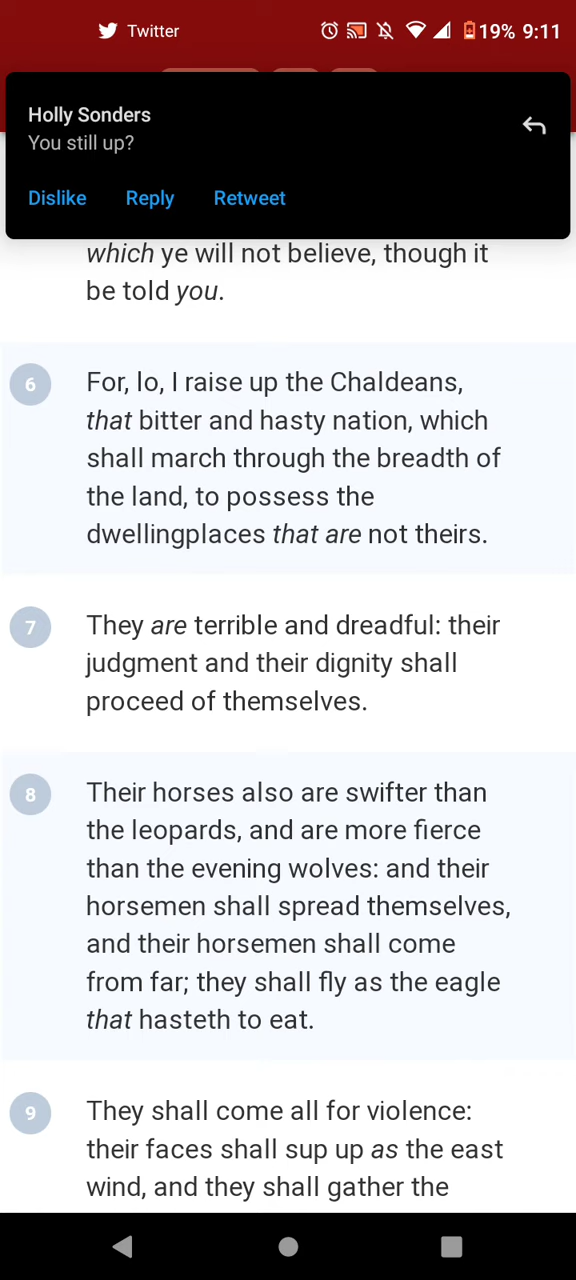 Twitter 19% 9:11
Holly Sonders
You still up?
Dislike Reply Retweet
which ye will not believe, though it
be told you.
6 For, lo, I raise up the Chaldeans,
that bitter and hasty nation, which
shall march through the breadth of
the land, to possess the
dwellingplaces that are not theirs.
7 They are terrible and dreadful: their
judgment and their dignity shall
proceed of themselves.
8 Their horses also are swifter than
the leopards, and are more fierce
than the evening wolves: and their
horsemen shall spread themselves,
and their horsemen shall come
from far; they shall fly as the eagle
that hasteth to eat.
9 They shall come all for violence:
their faces shall sup up as the east
wind, and they shall gather the